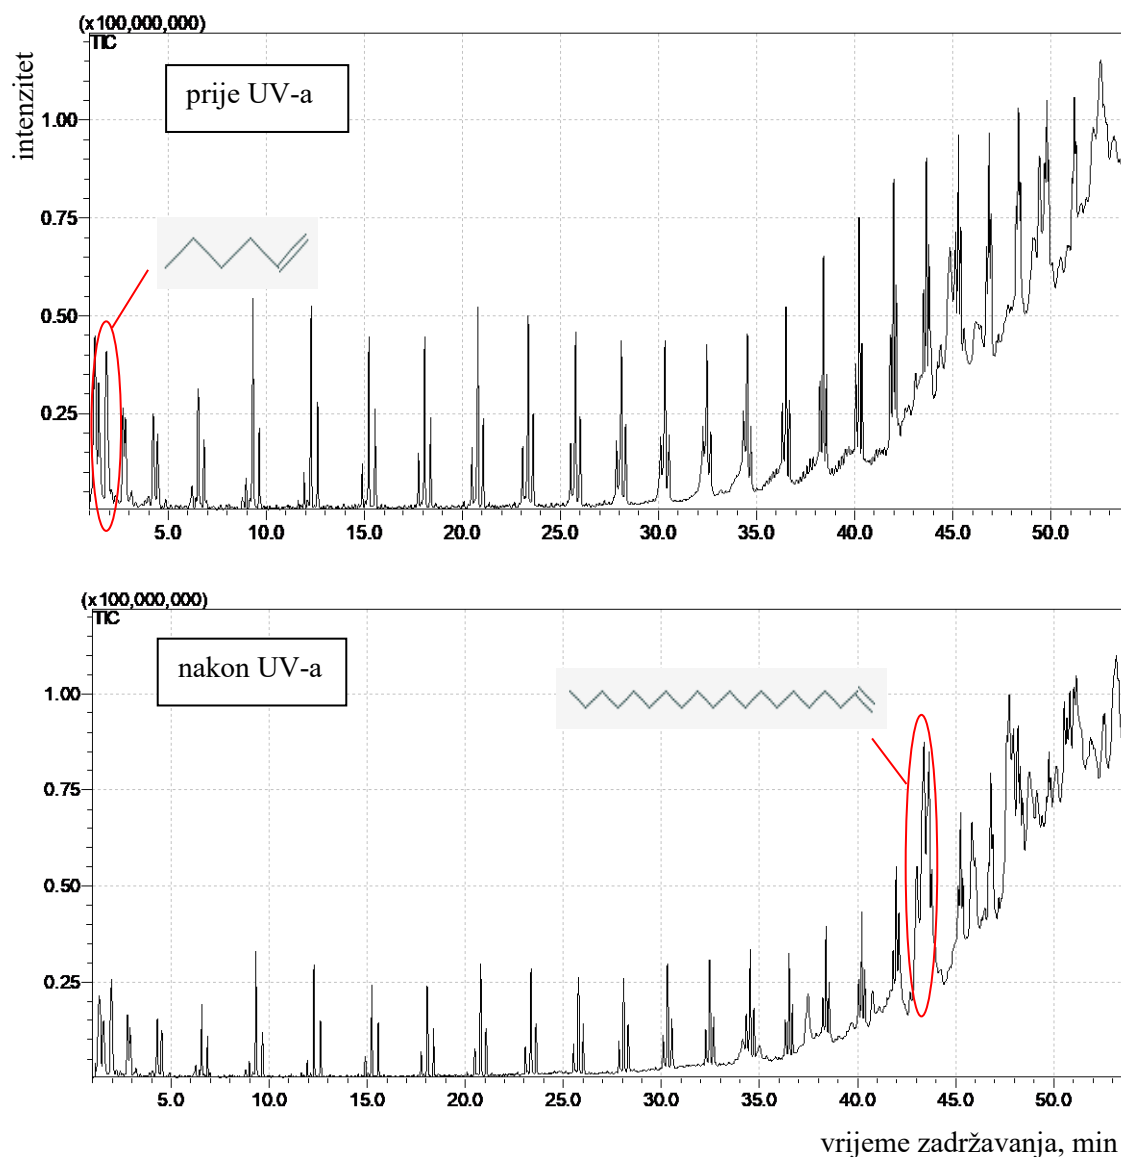 (x100,000,000)
TIC
intenzitet
prije UV-a
1.00
0.75
0.50
0.25
5.0 10.0 15.0 20.0 25.0 30.0 35.0 40.0 45.0 50.0
(x100,000,000)
TIC
nakon UV-a
1.00
0.75
0.50
0.25
5.0 10.0 15.0 20.0 25.0 30.0 35.0 40.0 45.0 50.0
vrijeme zadržavanja, min